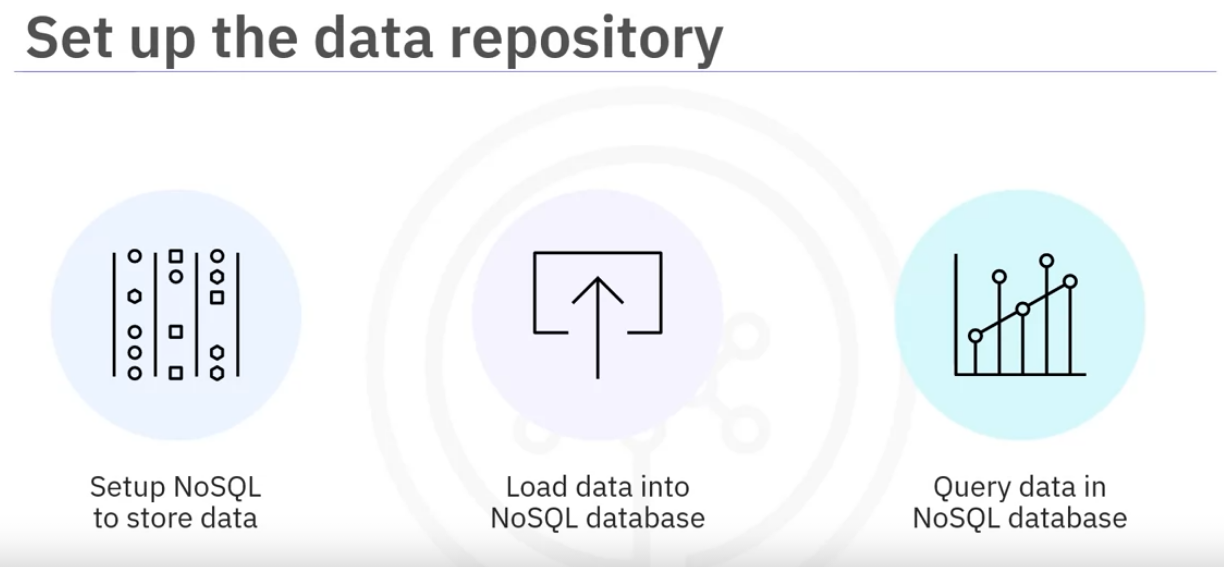 Set up the data repository
Setup NoSQL
to store data
Load data into
NoSQL database
Query data in
NoSQL database